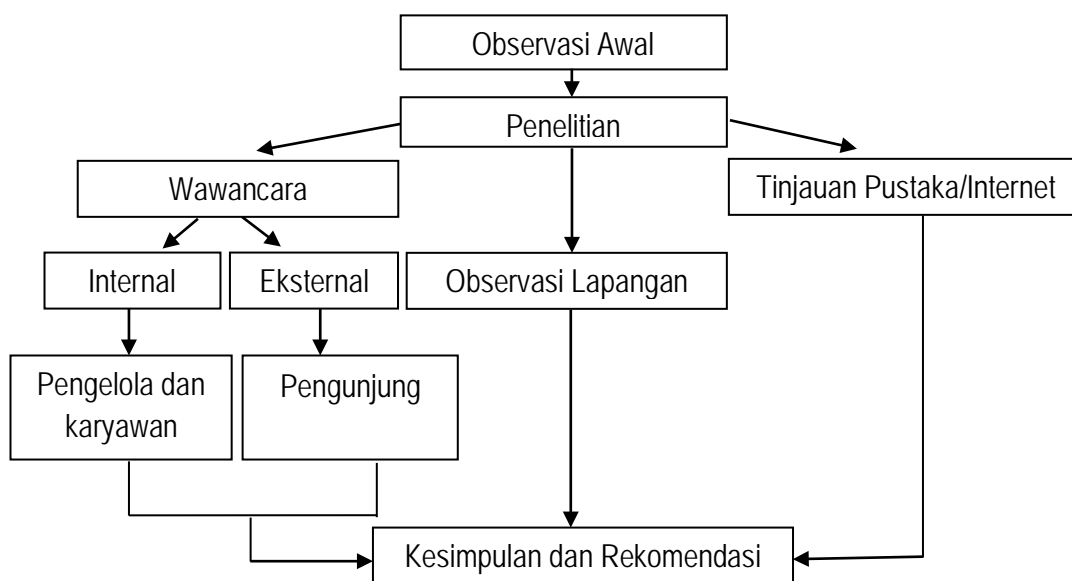 Observasi Awal
Penelitian
Wawancara
Tinjauan Pustaka/Internet
Internal
Eksternal
Observasi Lapangan
Pengelola dan
karyawan
Pengunjung
Kesimpulan dan Rekomendasi